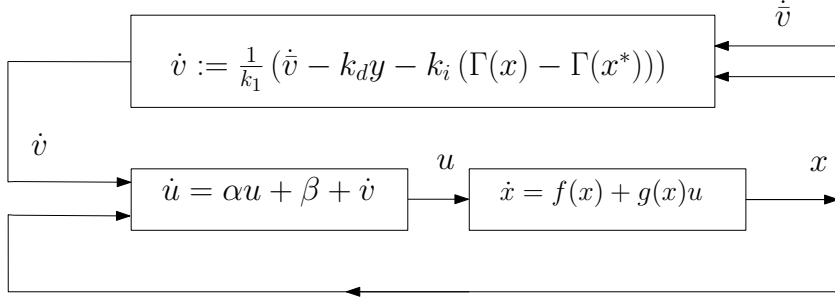 $\dot{\bar{v}}$
$\dot{v} := \frac{1}{k_1} \left( \dot{\bar{v}} - k_d y - k_i \left( \Gamma(x) - \Gamma(x^*) \right) \right)$
$\dot{v}$
$u$
$x$
$\dot{u} = \alpha u + \beta + \dot{v}$
$\dot{x} = f(x) + g(x)u$